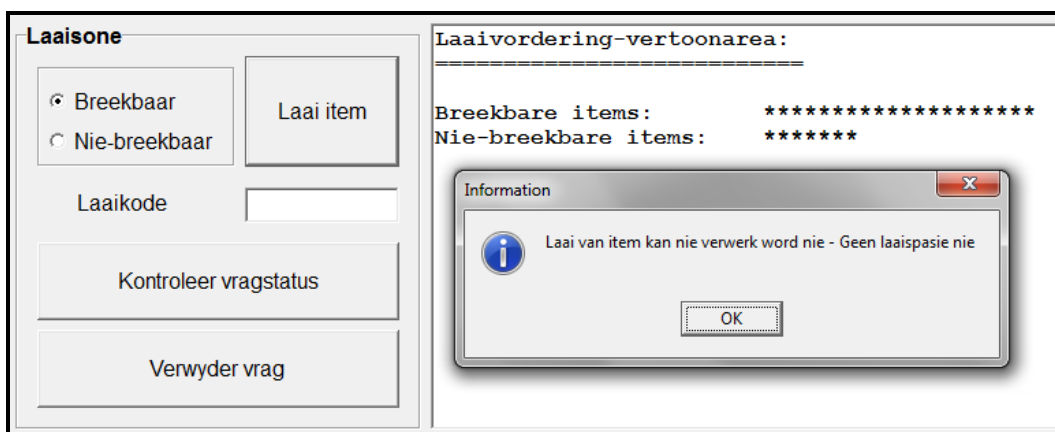 Laaisone
Breekbaar
Nie-breekbaar
Laai item
Laaikode
Kontroleer vragstatus
Verwyder vrag
Laaivordering-vertoonarea:
===========================
Breekbare items: ********************
Nie-breekbare items: *******
Information
Laai van item kan nie verwerk word nie - Geen laaispasie nie
OK